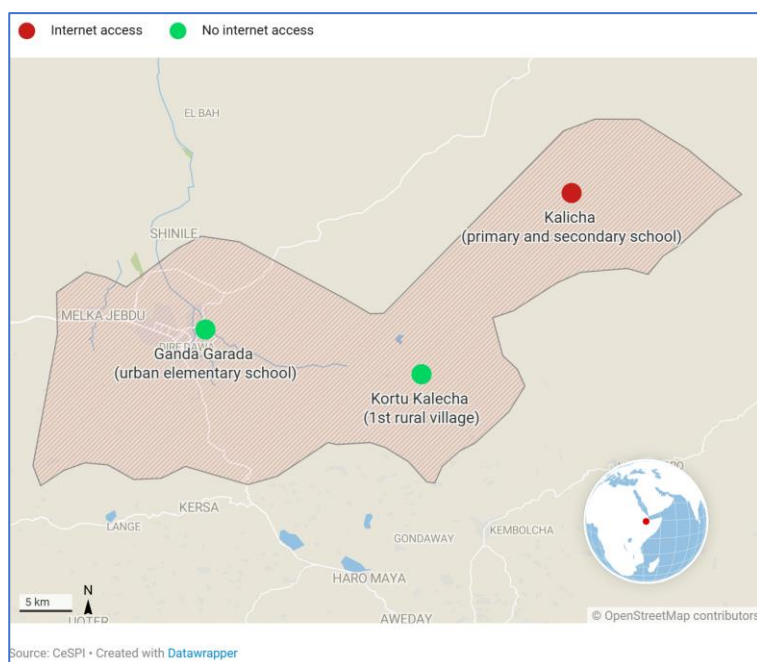 Internet access
No internet access
EL BAH
SHINILE
Kalicha
(primary and secondary school)
MELKA JEBDU
DIRE DAWA
Ganda Garada
(urban elementary school)
Kortu Kalecha
(1st rural village)
KERSA
LANGE
GONDAWAY
KEMBOLCHA
HARO MAYA
5 km
N
AWEDAY
© OpenStreetMap contributors
Source: CeSPI • Created with Datawrapper